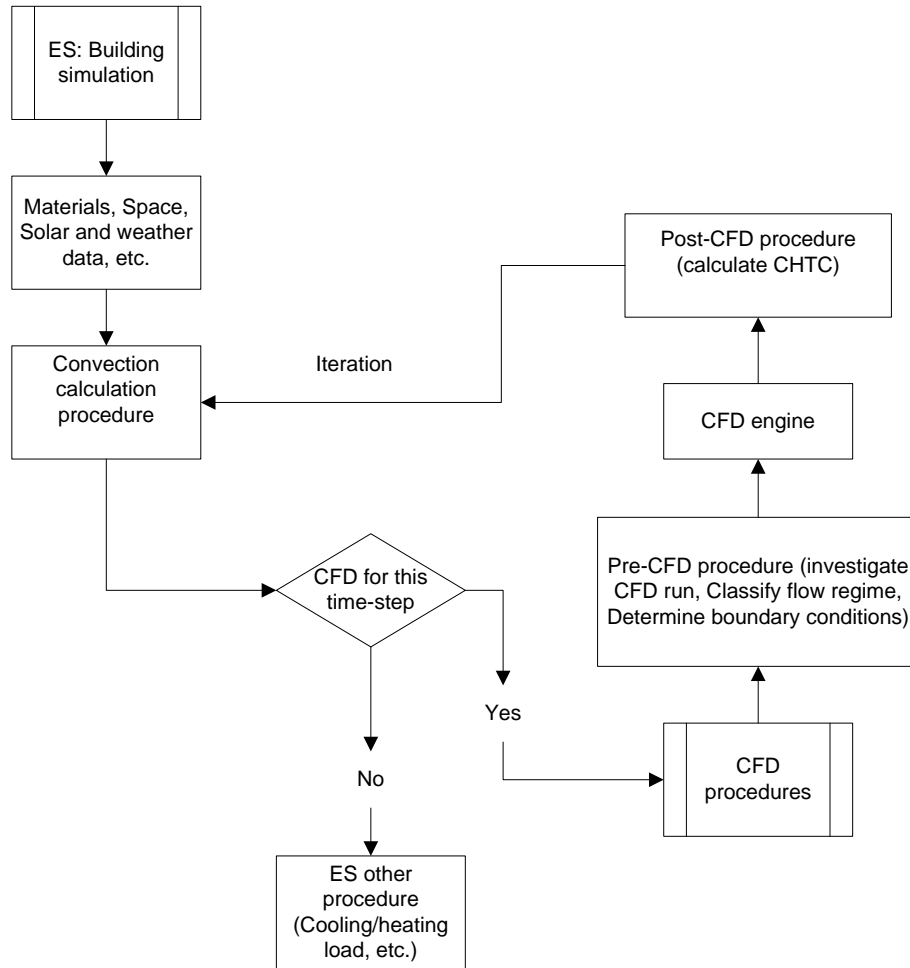 ES: Building
simulation
Materials, Space,
Solar and weather
data, etc.
Convection
calculation
procedure
Iteration
Post-CFD procedure
(calculate CHTC)
CFD engine
Pre-CFD procedure (investigate
CFD run, Classify flow regime,
Determine boundary conditions)
CFD
procedures
CFD for this
time-step
Yes
No
ES other
procedure
(Cooling/heating
load, etc.)